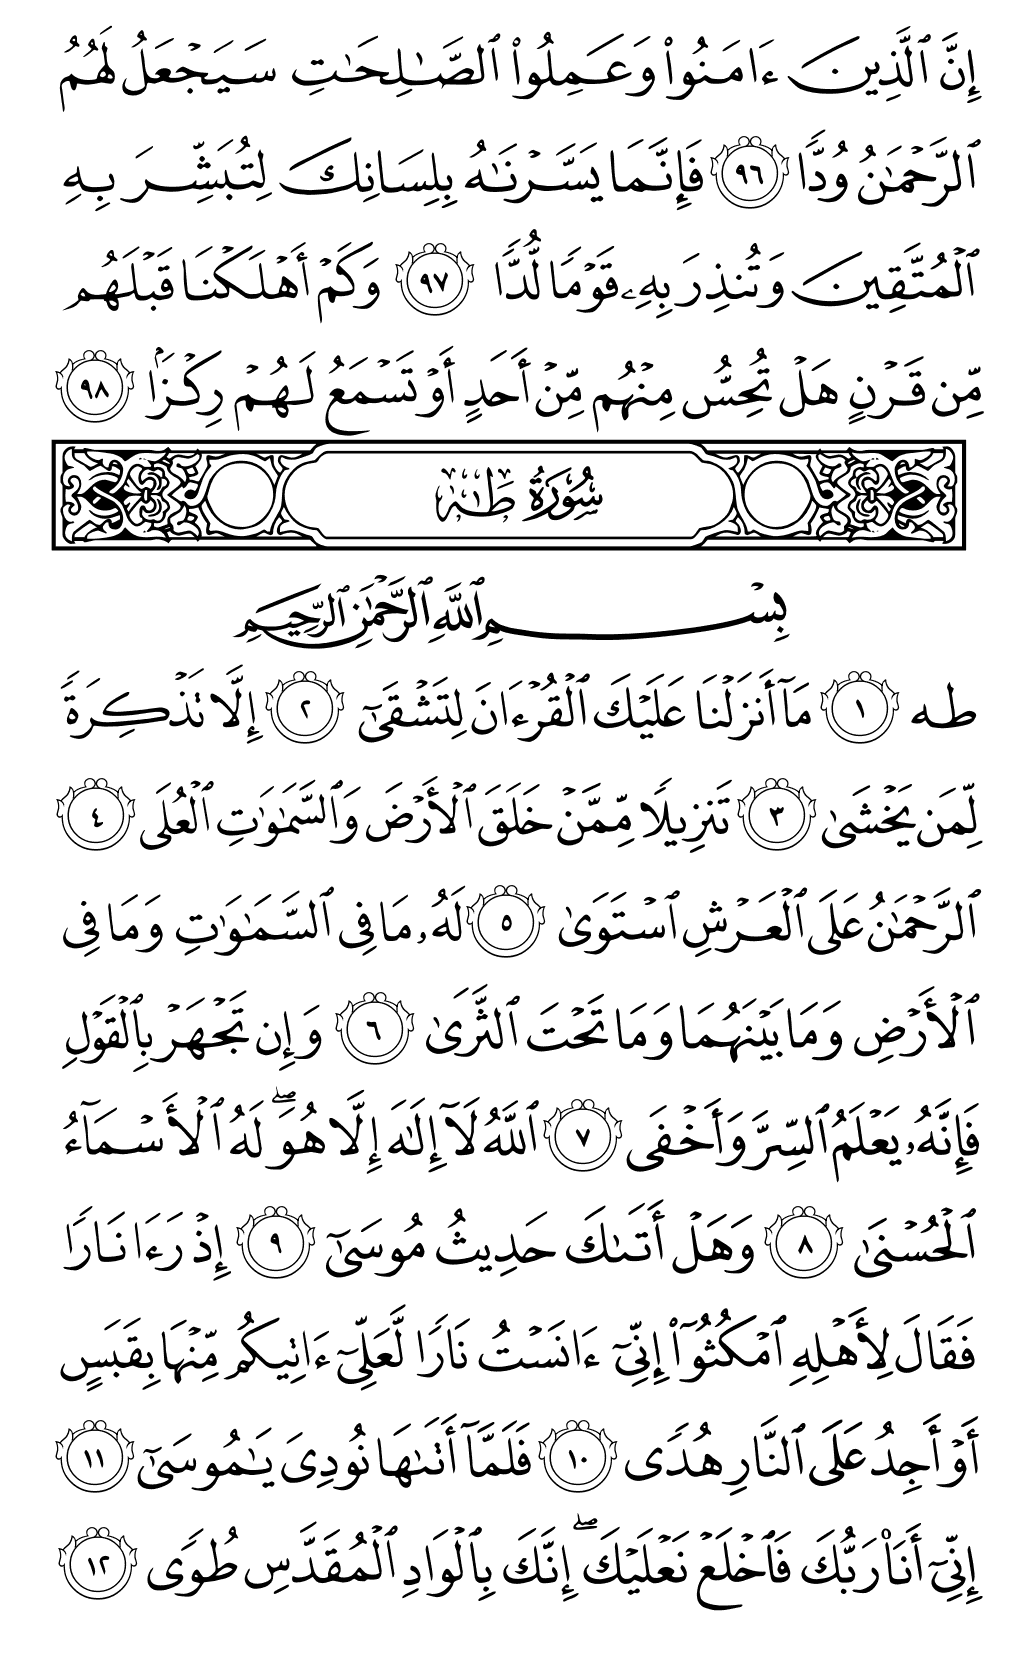 إِنَّ ٱلَّذِينَ ءَامَنُوا۟ وَعَمِلُوا۟ ٱلصَّـٰلِحَـٰتِ سَيَجْعَلُ لَهُمُ
ٱلرَّحْمَـٰنُ وُدًّا ٩٦ فَإِنَّمَا يَسَّرْنَـٰهُ بِلِسَانِكَ لِتُبَشِّرَ بِهِ
ٱلْمُتَّقِينَ وَتُنذِرَ بِهِۦ قَوْمًا لُّدًّا ٩٧ وَكَمْ أَهْلَكْنَا قَبْلَهُم
مِّن قَرْنٍ هَلْ تُحِسُّ مِنْهُم مِّنْ أَحَدٍ أَوْ تَسْمَعُ لَهُمْ رِكْزًۢا ٩٨
سُورَةُ طَـٰهٰ
بِسْمِ ٱللَّهِ ٱلرَّحْمَـٰنِ ٱلرَّحِيمِ
طه ١ مَآ أَنزَلْنَا عَلَيْكَ ٱلْقُرْءَانَ لِتَشْقَىٰٓ ٢ إِلَّا تَذْكِرَةً
لِّمَن يَخْشَىٰ ٣ تَنزِيلًا مِّمَّنْ خَلَقَ ٱلْأَرْضَ وَٱلسَّمَـٰوَٰتِ ٱلْعُلَى ٤
ٱلرَّحْمَـٰنُ عَلَى ٱلْعَرْشِ ٱسْتَوَىٰ ٥ لَهُۥ مَا فِى ٱلسَّمَـٰوَٰتِ وَمَا فِى
ٱلْأَرْضِ وَمَا بَيْنَهُمَا وَمَا تَحْتَ ٱلثَّرَىٰ ٦ وَإِن تَجْهَرْ بِٱلْقَوْلِ
فَإِنَّهُۥ يَعْلَمُ ٱلسِّرَّ وَأَخْفَى ٧ ٱللَّهُ لَآ إِلَـٰهَ إِلَّا هُوَ ۖ لَهُ ٱلْأَسْمَآءُ
ٱلْحُسْنَىٰ ٨ وَهَلْ أَتَىٰكَ حَدِيثُ مُوسَىٰٓ ٩ إِذْ رَءَا نَارًا
فَقَالَ لِأَهْلِهِ ٱمْكُثُوٓا۟ إِنِّىٓ ءَانَسْتُ نَارًا لَّعَلِّىٓ ءَاتِيكُم مِّنْهَا بِقَبَسٍ
أَوْ أَجِدُ عَلَى ٱلنَّارِ هُدًى ١٠ فَلَمَّآ أَتَىٰهَا نُودِىَ يَـٰمُوسَىٰٓ ١١
إِنِّىٓ أَنَا۠ رَبُّكَ فَٱخْلَعْ نَعْلَيْكَ ۖ إِنَّكَ بِٱلْوَادِ ٱلْمُقَدَّسِ طُوًى ١٢